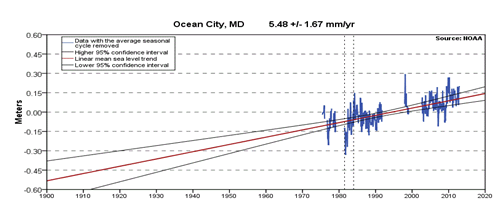 Ocean City, MD 5.48 +/- 1.67 mm/yr
Source: NOAA
Data with the average seasonal
cycle removed
Higher 95% confidence interval
Linear mean sea level trend
Lower 95% confidence interval
Meters
0.60
0.45
0.30
0.15
0.00
-0.15
-0.30
-0.45
-0.60
1900 1910 1920 1930 1940 1950 1960 1970 1980 1990 2000 2010 2020